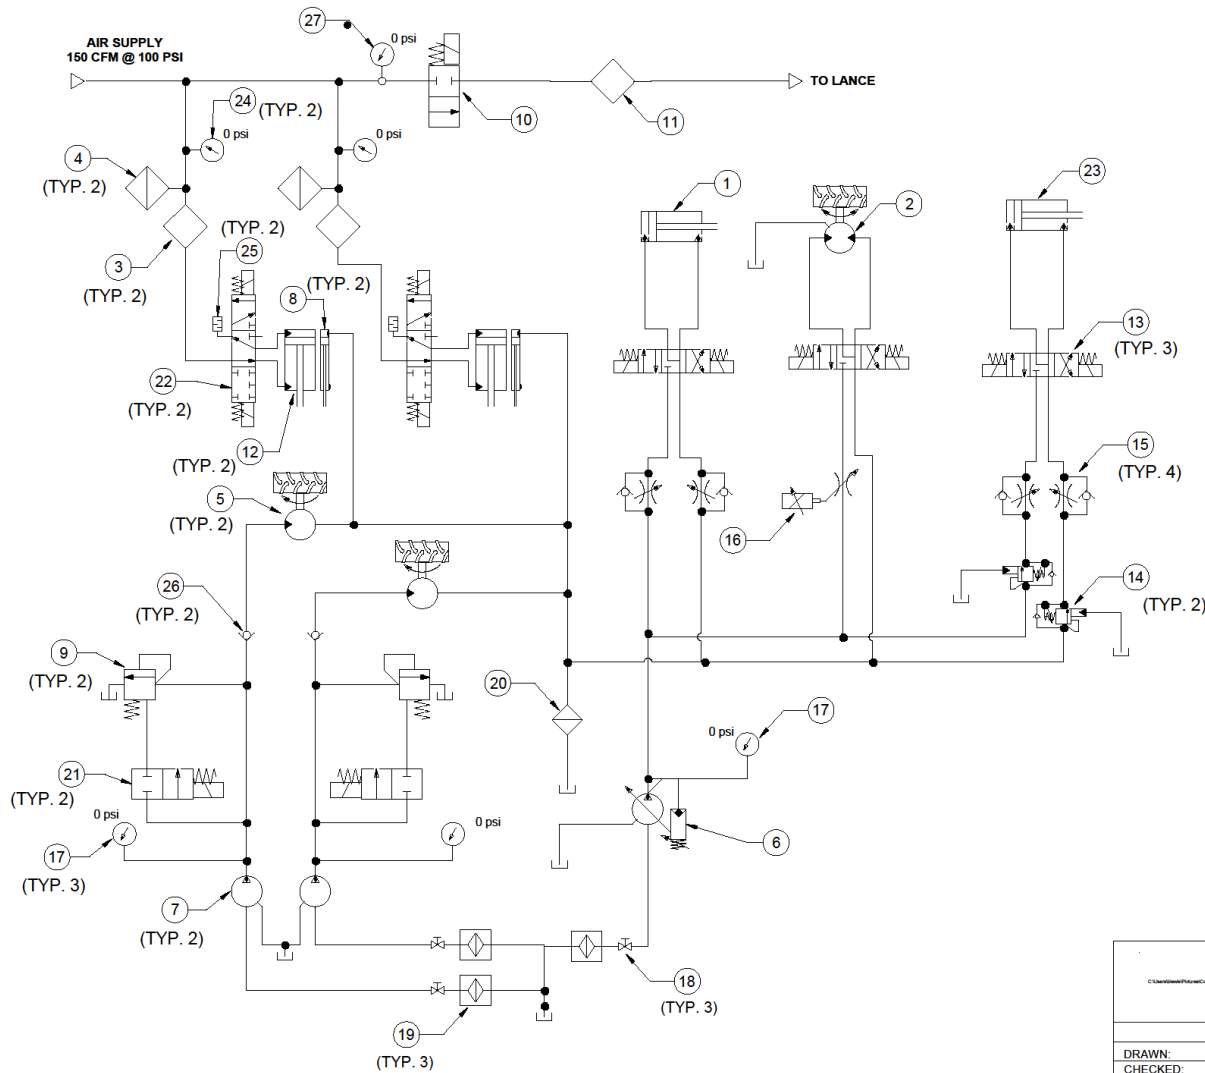 27
0 psi
AIR SUPPLY
150 CFM @ 100 PSI
TO LANCE
24
(TYP. 2)
0 psi
0 psi
10
11
4
(TYP. 2)
1
2
23
(TYP. 2)
25
3
(TYP. 2)
(TYP. 2)
8
13
(TYP. 3)
22
(TYP. 2)
12
(TYP. 2)
15
(TYP. 4)
5
(TYP. 2)
16
26
(TYP. 2)
14
(TYP. 2)
9
(TYP. 2)
20
17
0 psi
21
(TYP. 2)
0 psi
0 psi
17
(TYP. 3)
6
7
(TYP. 2)
18
(TYP. 3)
19
(TYP. 3)
DRAWN:
CHECKED: